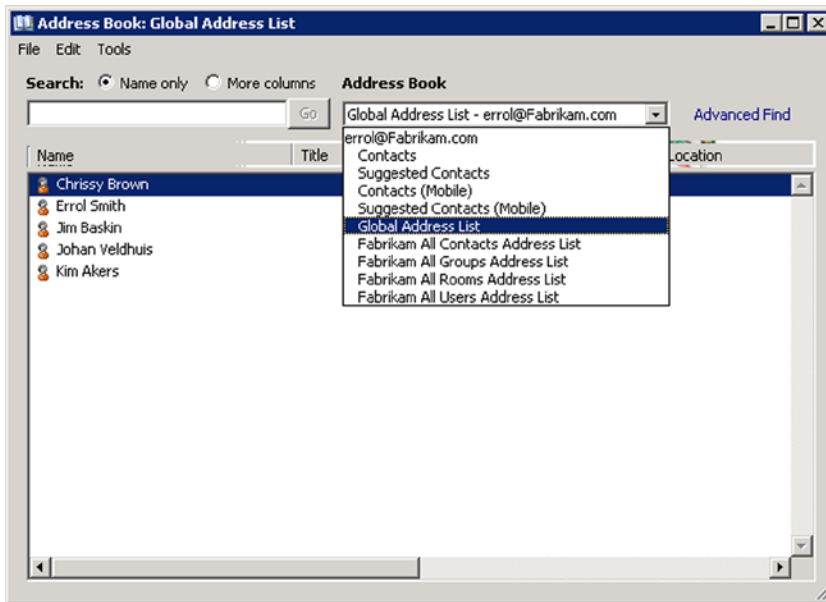 Address Book: Global Address List
File Edit Tools
Search: Name only More columns Address Book
Go Global Address List - errol@Fabrikam.com Advanced Find
Name Title Location
errol@Fabrikam.com
Contacts
Suggested Contacts
Contacts (Mobile)
Suggested Contacts (Mobile)
Global Address List
Fabrikam All Contacts Address List
Fabrikam All Groups Address List
Fabrikam All Rooms Address List
Fabrikam All Users Address List
Chrissy Brown
Errol Smith
Jim Baskin
Johan Veldhuis
Kim Akers